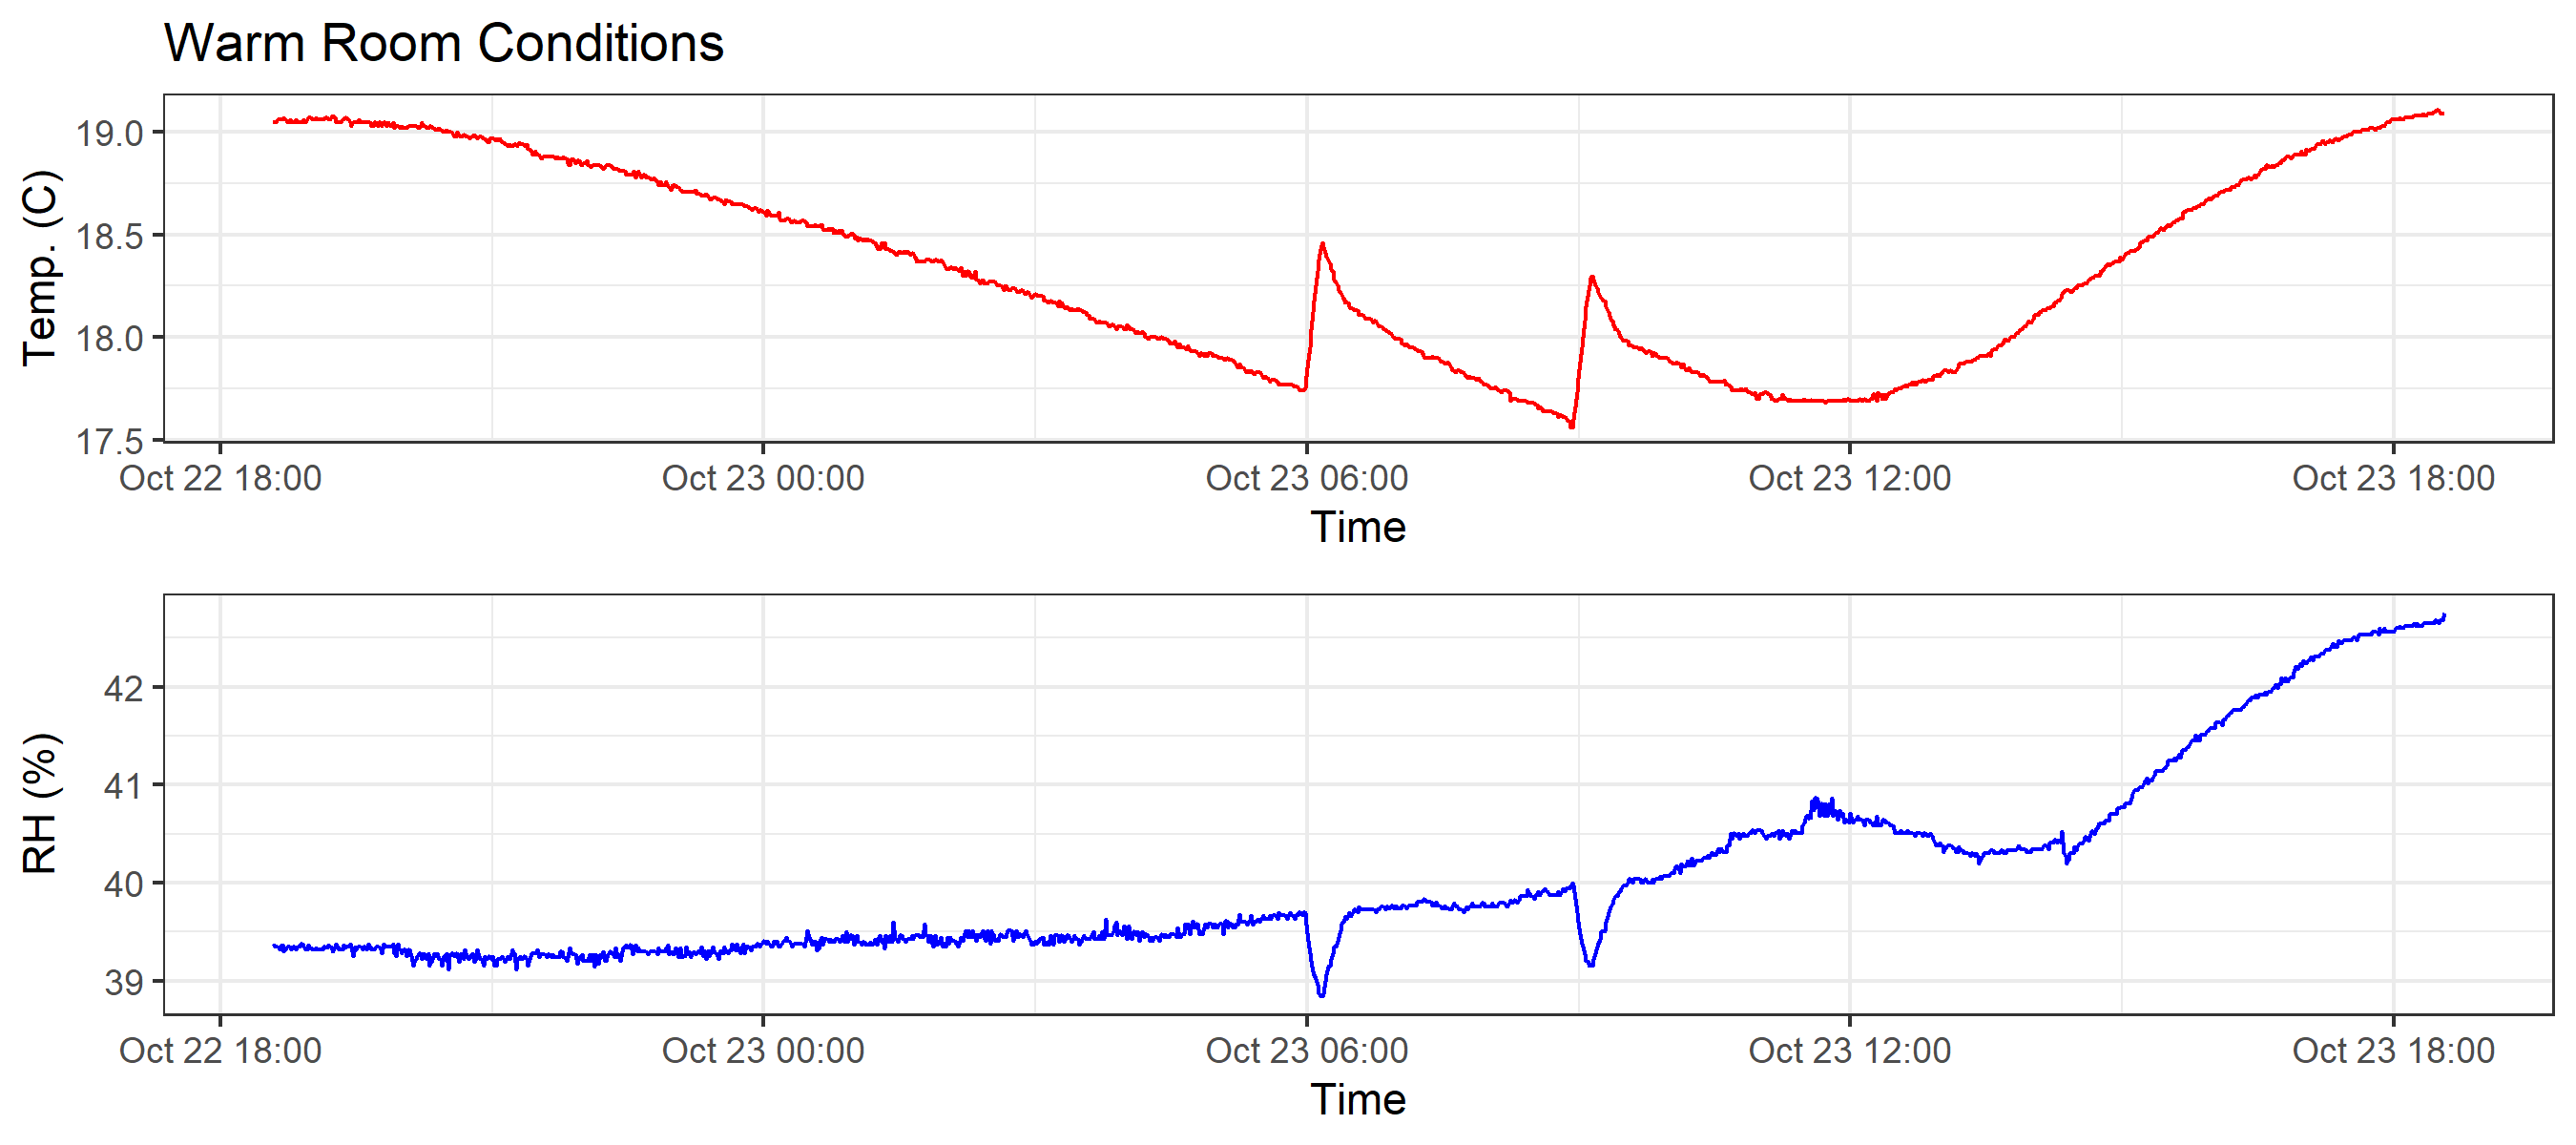 Warm Room Conditions
Temp. (C)
19.0
18.5
18.0
17.5
Oct 22 18:00 Oct 23 00:00 Oct 23 06:00 Oct 23 12:00 Oct 23 18:00
Time
RH (%)
42
41
40
39
Oct 22 18:00 Oct 23 00:00 Oct 23 06:00 Oct 23 12:00 Oct 23 18:00
Time